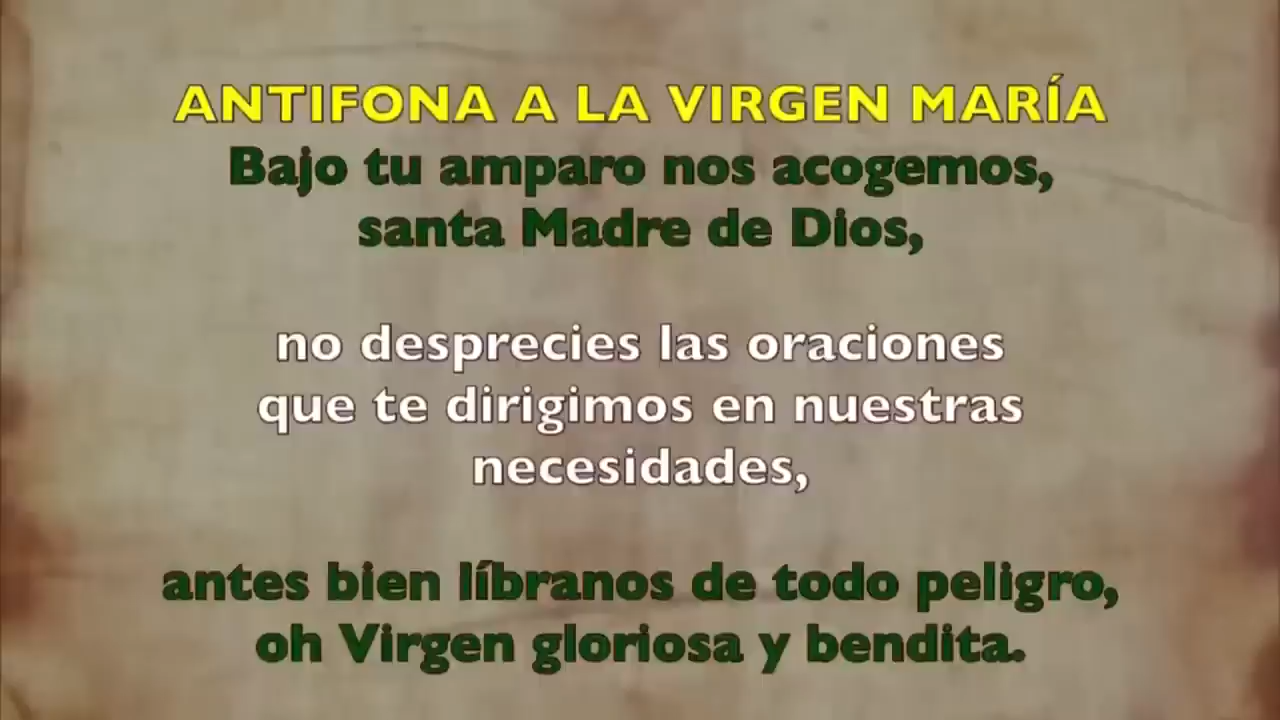 ANTIFONA A LA VIRGEN MARÍA
Bajo tu amparo nos acogemos,
santa Madre de Dios,
no desprecies las oraciones
que te dirigimos en nuestras
necesidades,
antes bien líbranos de todo peligro,
oh Virgen gloriosa y bendita.